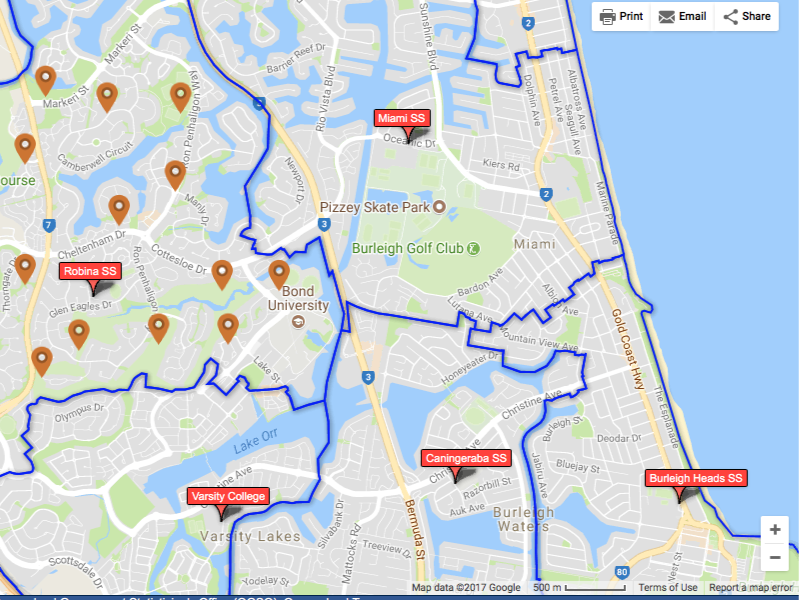 Print
Email
Share
2
Sunshine Blvd
Markeri St
Barner Reef Dr
Markeri St
Ron Penhaligon Way
Rio Vista Blvd
Dolphin Ave
Petrel Ave
Albatross Ave
Seagull Ave
Miami SS
Oceanic Dr
Camberwell Circuit
Kiers Rd
ourse
Newport Dr
Manly Dr
2
Marine Parade
Pizzey Skate Park
7
3
Cheltenham Dr
Cottesloe Dr
Burleigh Golf Club
Miami
Thorngate Dr
Robina SS
Ron Penhaligon
Glen Eagles Dr
Bond
University
Bardon Ave
Albion Ave
Lurnea Ave
Gold Coast Hwy
Mountain View Ave
Honeyeater Dr
Lake St
3
Christine Ave
The Esplanade
Olympus Dr
Burleigh St
Lake Orr
Deodar Dr
Caningeraba SS
Jabiru Ave
Bluejay St
Burleigh Heads SS
Razorbill St
Varsity College
Auk Ave
Burleigh
Waters
Bermuda St
Varsity Lakes
Silvabank Dr
Mattocks Rd
Treeview Dr
Scottsdale Dr
80
West St
Yodelay St
+
−
Map data ©2017 Google
500 m
Terms of Use
Report a map error